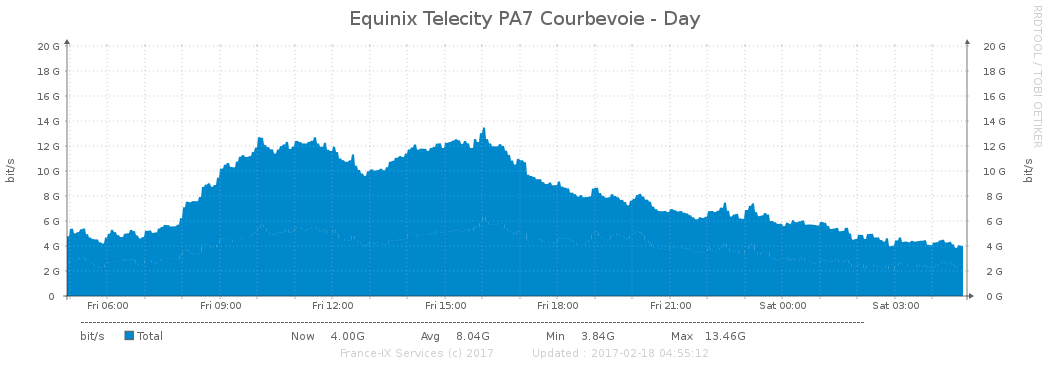 Equinix Telecity PA7 Courbevoie - Day
RRDTOOL / TOBI OETIKER
bit/s
20 G 20 G
18 G 18 G
16 G 16 G
14 G 14 G
12 G 12 G
10 G 10 G
8 G 8 G
6 G 6 G
4 G 4 G
2 G 2 G
0 0 G
bit/s
Fri 06:00 Fri 09:00 Fri 12:00 Fri 15:00 Fri 18:00 Fri 21:00 Sat 00:00 Sat 03:00
bit/s Total Now 4.00G Avg 8.04G Min 3.84G Max 13.46G
France-IX Services (c) 2017 Updated : 2017-02-18 04:55:12